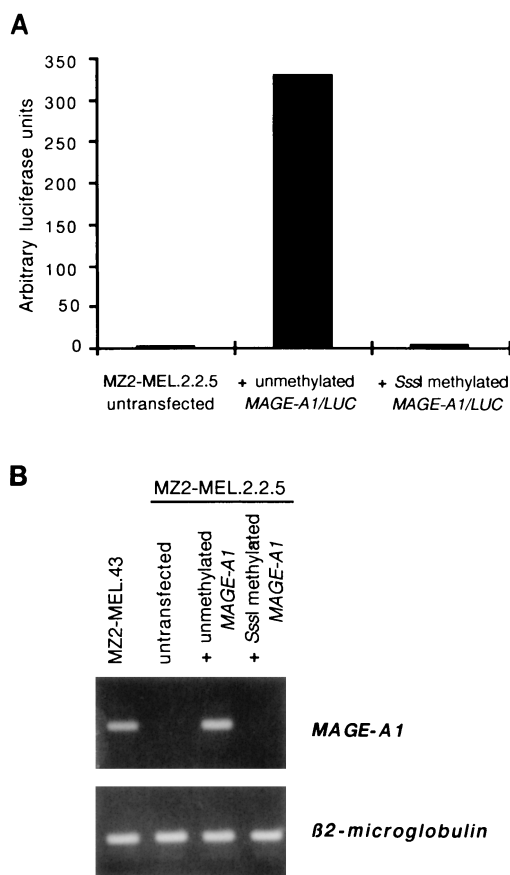 A
Arbitrary luciferase units
350
300
250
200
150
100
50
0
MZ2-MEL.2.2.5
untransfected
+ unmethylated
MAGE-A1/LUC
+ SssI methylated
MAGE-A1/LUC
B
MZ2-MEL.2.2.5
MZ2-MEL.43
untransfected
+ unmethylated
MAGE-A1
+ SssI methylated
MAGE-A1
MAGE-A1
ß2-microglobulin